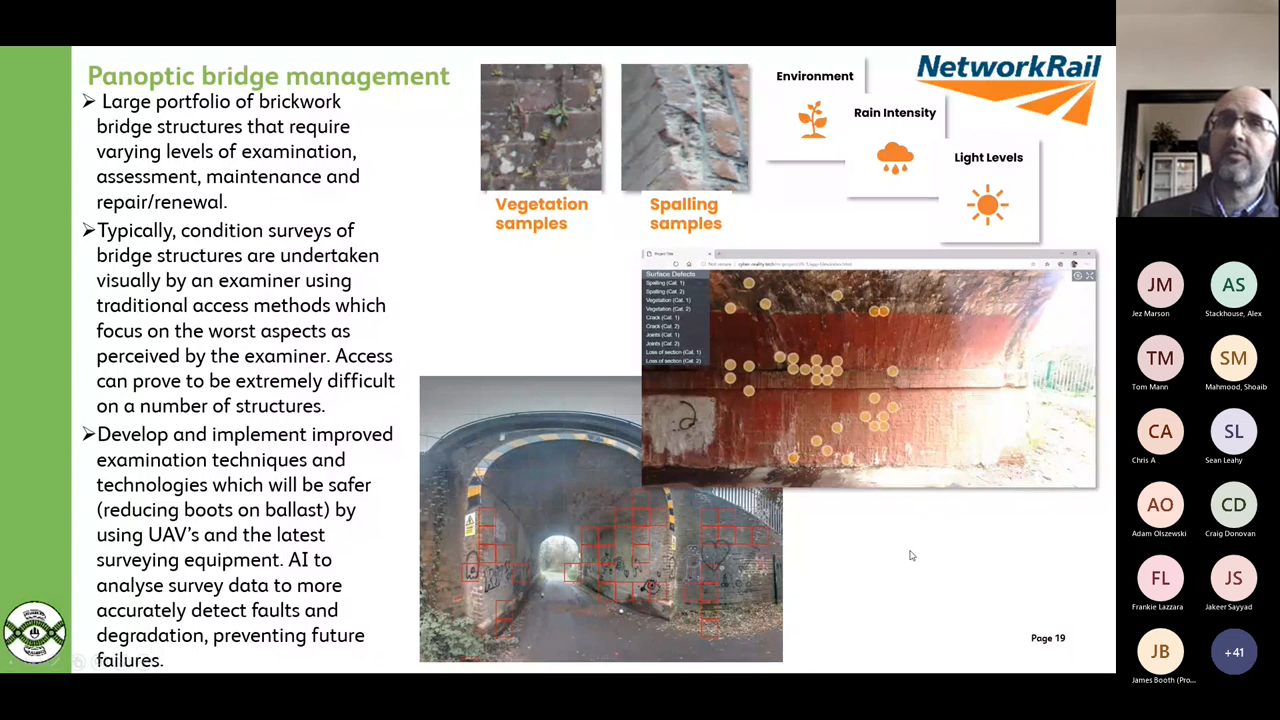 Panoptic bridge management
➢ Large portfolio of brickwork
bridge structures that require
varying levels of examination,
assessment, maintenance and
repair/renewal.
➢Typically, condition surveys of
bridge structures are undertaken
visually by an examiner using
traditional access methods which
focus on the worst aspects as
perceived by the examiner. Access
can prove to be extremely difficult
on a number of structures.
➢Develop and implement improved
examination techniques and
technologies which will be safer
(reducing boots on ballast) by
using UAV's and the latest
surveying equipment. AI to
analyse survey data to more
accurately detect faults and
degradation, preventing future
failures.
Vegetation
samples
Spalling
samples
Environment
Rain Intensity
Light Levels
NetworkRail
Surface Defects
Spalling (Cat. 1)
Spalling (Cat. 2)
Vegetation (Cat. 1)
Vegetation (Cat. 2)
Crack (Cat. 1)
Crack (Cat. 2)
Joints (Cat. 1)
Joints (Cat. 2)
Loss of section (Cat. 1)
Loss of section (Cat. 2)
Page 19
JM
Jez Marson
AS
Stackhouse, Alex
TM
Tom Mann
SM
Mahmood, Shoaib
CA
Chris A
SL
Sean Leahy
AO
Adam Olszewski
CD
Craig Donovan
FL
Frankie Lazzara
JS
Jakeer Sayyad
JB
James Booth (Pro...
+41